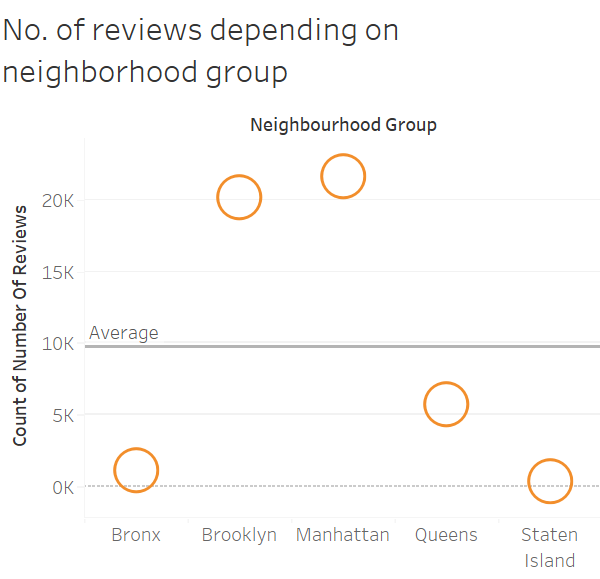 No. of reviews depending on
neighborhood group
Neighbourhood Group
Count of Number Of Reviews
20K
15K
Average
10K
5K
0K
Bronx
Brooklyn
Manhattan
Queens
Staten
Island